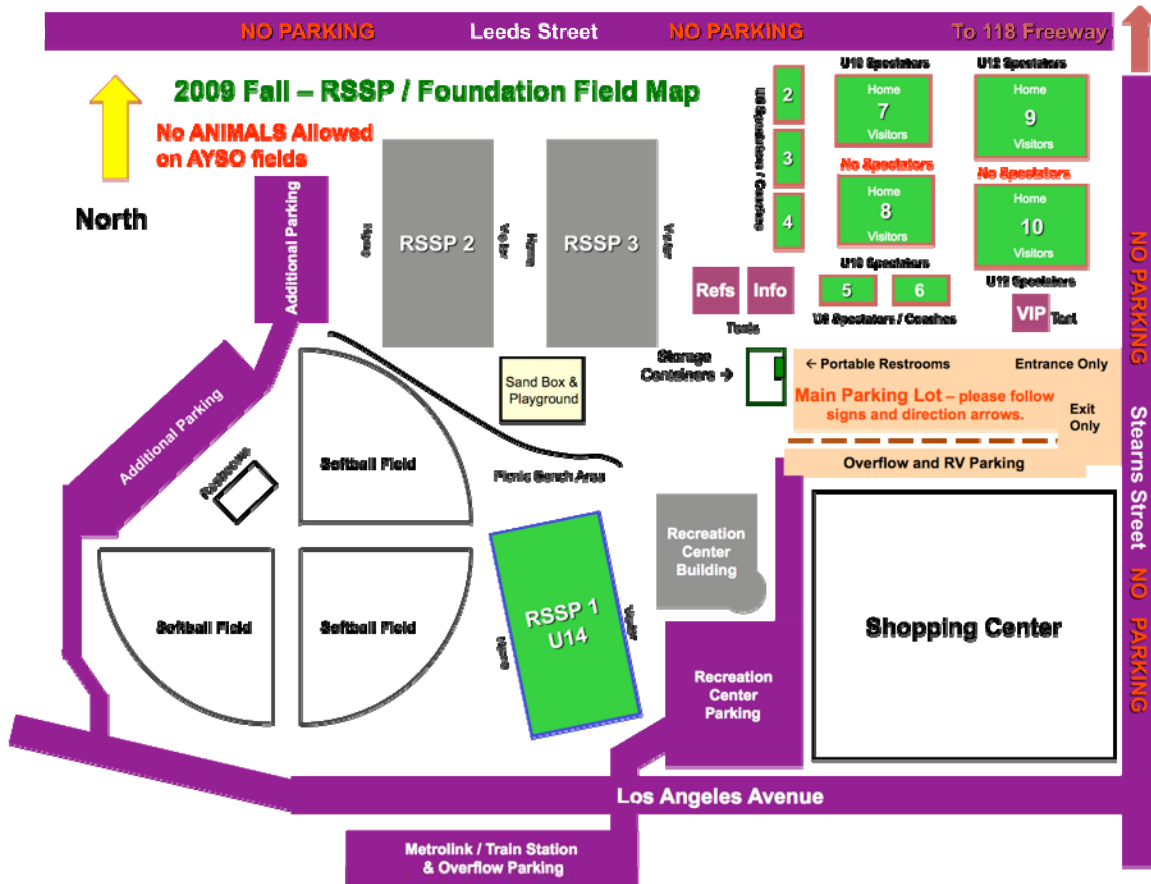 NO PARKING
Leeds Street
NO PARKING
To 118 Freeway
2009 Fall – RSSP / Foundation Field Map
No ANIMALS Allowed
on AYSO fields
North
Additional Parking
Additional Parking
RSSP 2
Home
Visitor
RSSP 3
Home
Visitor
2
3
4
U10 Spectators
Home
7
Visitors
No Spectators
Home
8
Visitors
U10 Spectators
U12 Spectators
Home
9
Visitors
No Spectators
Home
10
Visitors
U12 Spectators
5
6
Spectators / Coaches
Refs
Info
Tents
VIP
Tent
Storage
Containers →
← Portable Restrooms
Entrance Only
Main Parking Lot – please follow
signs and direction arrows.
Exit
Only
Overflow and RV Parking
Sand Box &
Playground
Picnic Bench Area
Softball Field
Softball Field
Softball Field
RSSP 1
U14
Home
Visitor
Recreation
Center
Building
Recreation
Center
Parking
Shopping Center
NO PARKING
Stearns Street
NO PARKING
Los Angeles Avenue
Metrolink / Train Station
& Overflow Parking